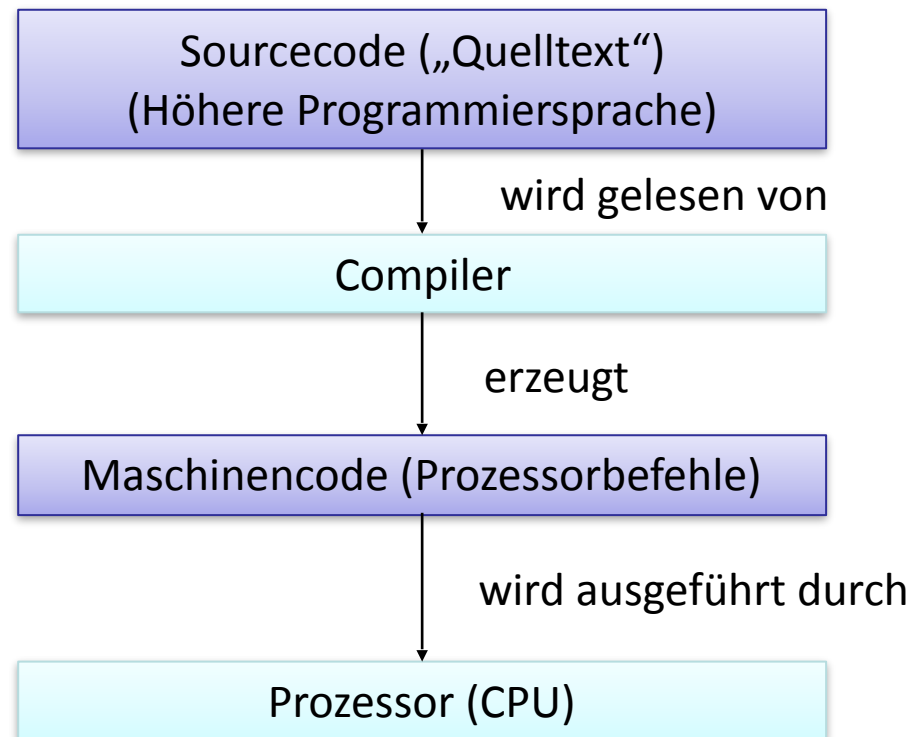 Sourcecode („Quelltext“)
(Höhere Programmiersprache)
wird gelesen von
Compiler
erzeugt
Maschinencode (Prozessorbefehle)
wird ausgeführt durch
Prozessor (CPU)